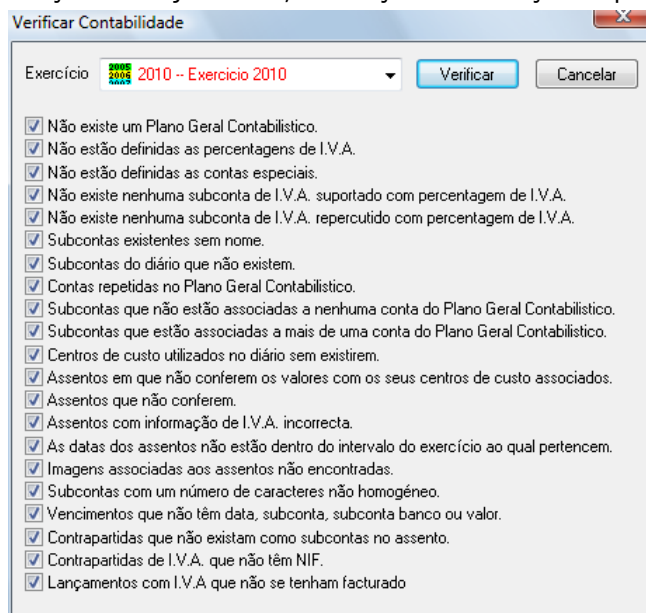 Verificar Contabilidade
Exercício 2005 2006 2007 2010 -- Exercicio 2010 Verificar Cancelar
Não existe um Plano Geral Contabilistico.
Não estão definidas as percentagens de I.V.A.
Não estão definidas as contas especiais.
Não existe nenhuma subconta de I.V.A. suportado com percentagem de I.V.A.
Não existe nenhuma subconta de I.V.A. repercutido com percentagem de I.V.A.
Subcontas existentes sem nome.
Subcontas do diário que não existem.
Contas repetidas no Plano Geral Contabilistico.
Subcontas que não estão associadas a nenhuma conta do Plano Geral Contabilistico.
Subcontas que estão associadas a mais de uma conta do Plano Geral Contabilistico.
Centros de custo utilizados no diário sem existirem.
Assentos em que não conferem os valores com os seus centros de custo associados.
Assentos que não conferem.
Assentos com informação de I.V.A. incorrecta.
As datas dos assentos não estão dentro do intervalo do exercício ao qual pertencem.
Imagens associadas aos assentos não encontradas.
Subcontas com um número de caracteres não homogéneo.
Vencimentos que não têm data, subconta, subconta banco ou valor.
Contrapartidas que não existam como subcontas no assento.
Contrapartidas de I.V.A. que não têm NIF.
Lançamentos com I.V.A que não se tenham facturado